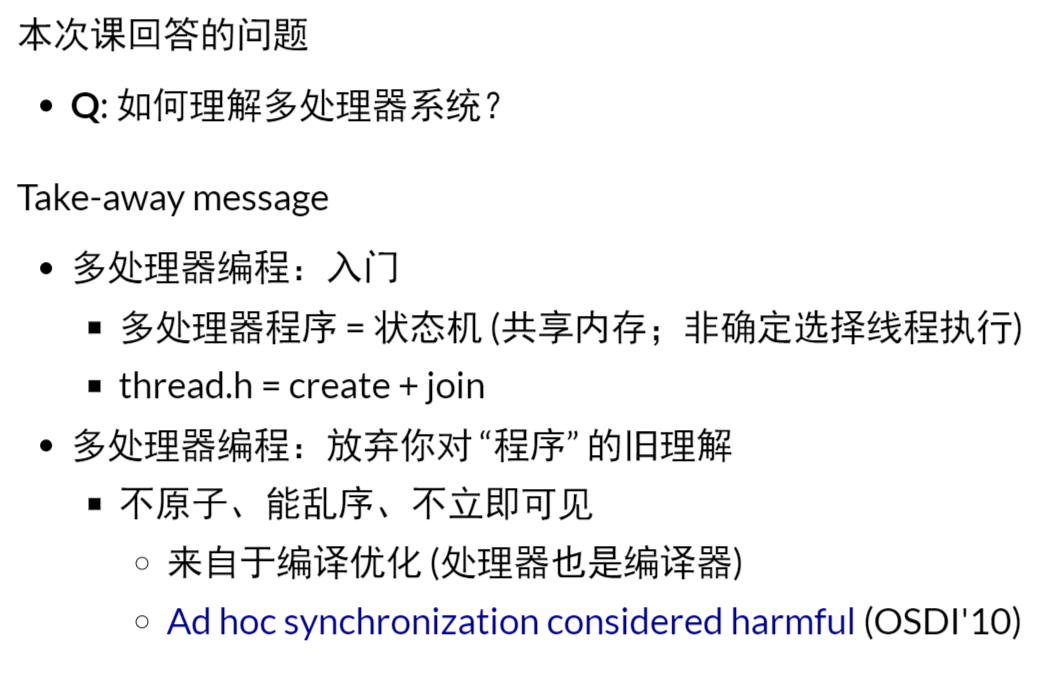 本次课回答的问题
Q: 如何理解多处理器系统？
Take-away message
多处理器编程：入门
多处理器程序 = 状态机 (共享内存；非确定选择线程执行)
thread.h = create + join
多处理器编程：放弃你对 “程序” 的旧理解
不原子、能乱序、不立即可见
来自于编译优化 (处理器也是编译器)
Ad hoc synchronization considered harmful (OSDI'10)